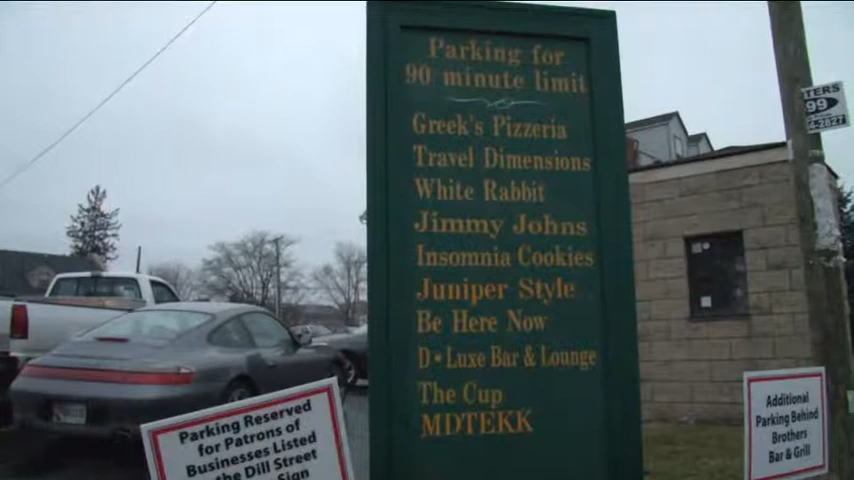 Parking for
90 minute limit
Greek's Pizzeria
Travel Dimensions
White Rabbit
Jimmy Johns
Insomnia Cookies
Juniper Style
Be Here Now
D•Luxe Bar & Lounge
The Cup
MDTEKK
Parking Reserved
for Patrons of
Businesses Listed
the Dill Street
Sign
Additional
Parking Behind
Brothers
Bar & Grill
TERS
99
-2827